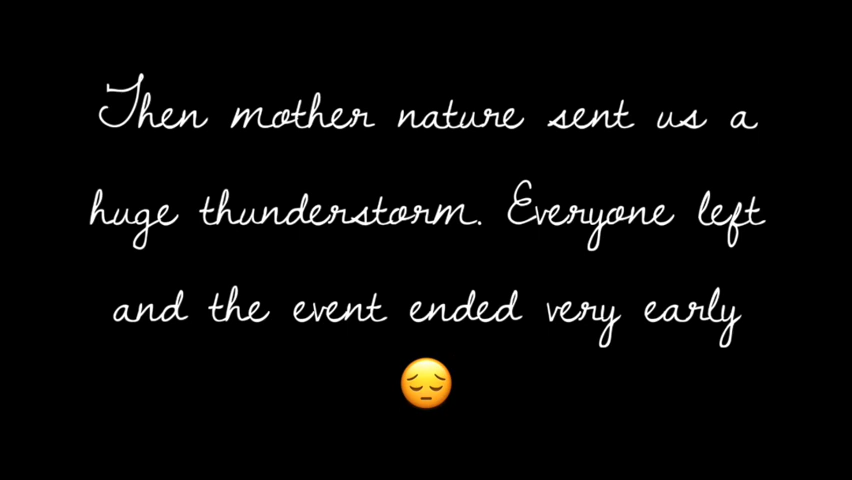 Then mother nature sent us a
huge thunderstorm. Everyone left
and the event ended very early
😔